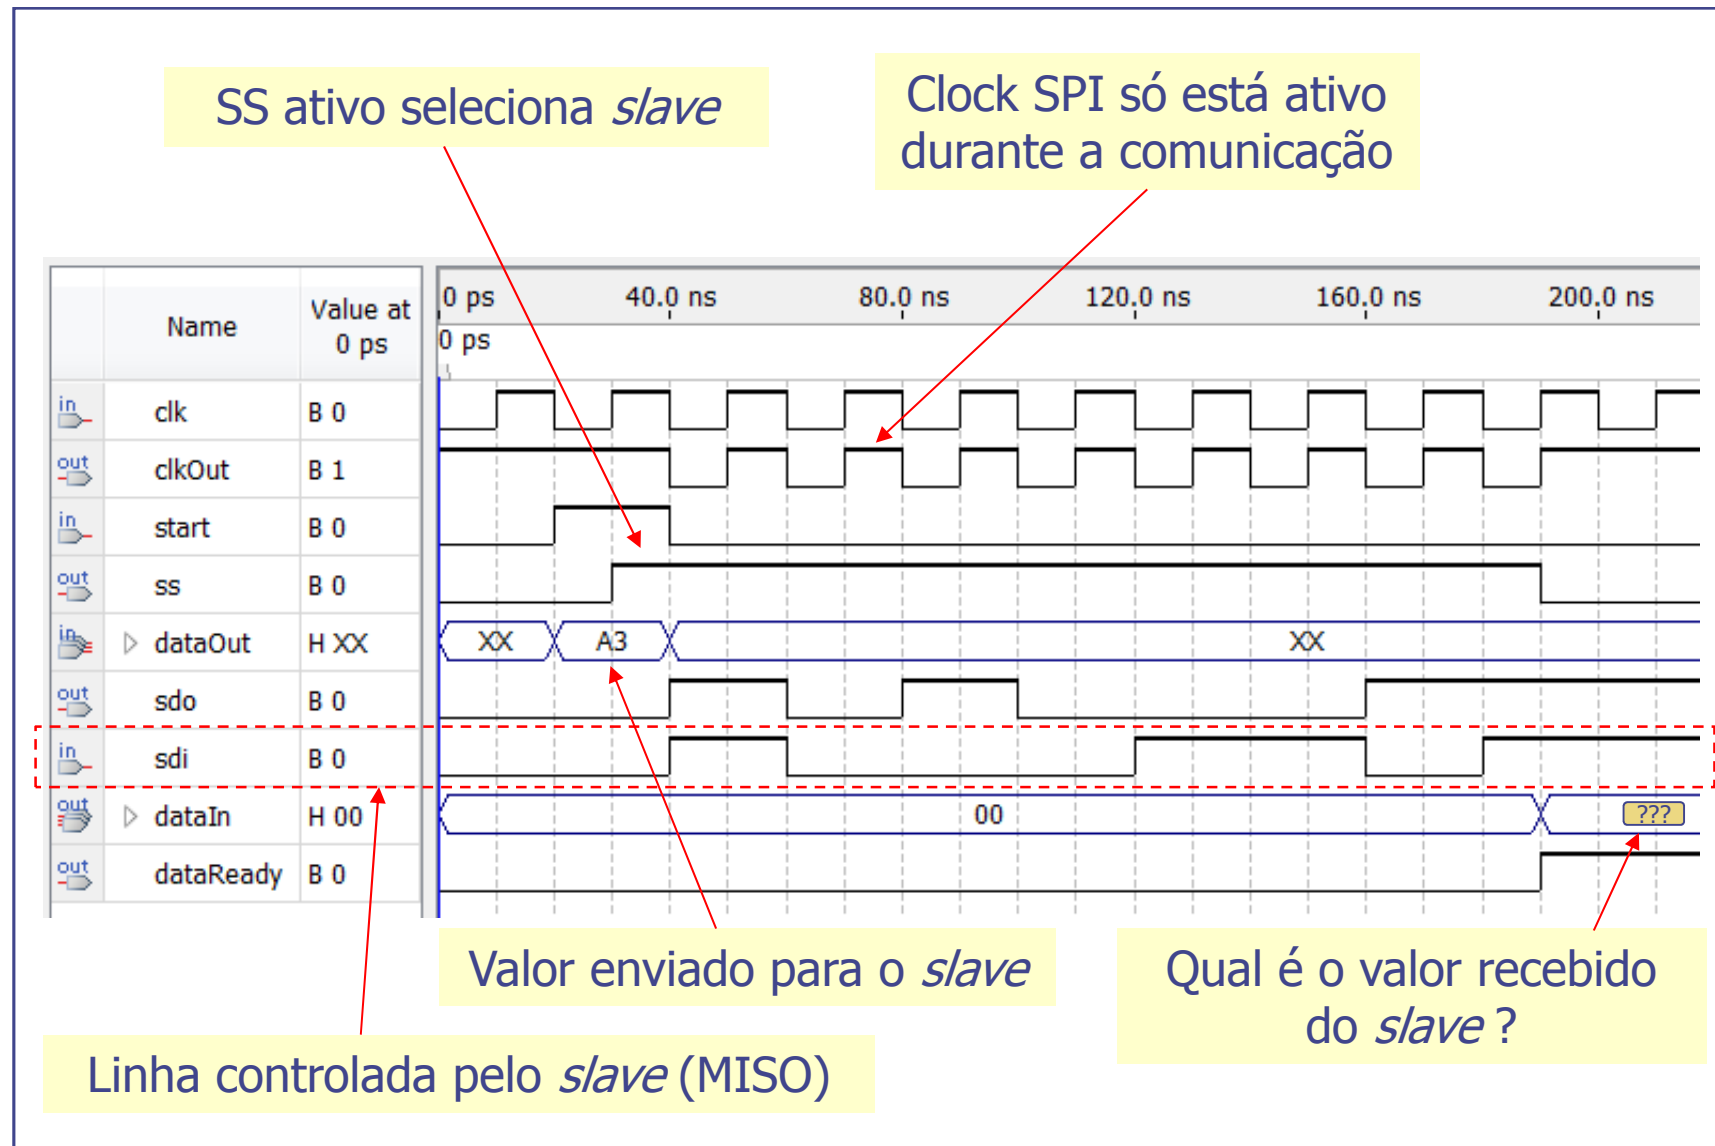 SS ativo seleciona slave
Clock SPI só está ativo
durante a comunicação
Name
Value at
0 ps
0 ps
40.0 ns
80.0 ns
120.0 ns
160.0 ns
200.0 ns
0 ps
in
clk
B 0
out
clkOut
B 1
in
start
B 0
out
ss
B 0
in
dataOut
H XX
XX
A3
XX
out
sdo
B 0
in
sdi
B 0
out
dataIn
H 00
00
???
out
dataReady
B 0
Valor enviado para o slave
Qual é o valor recebido
do slave ?
Linha controlada pelo slave (MISO)